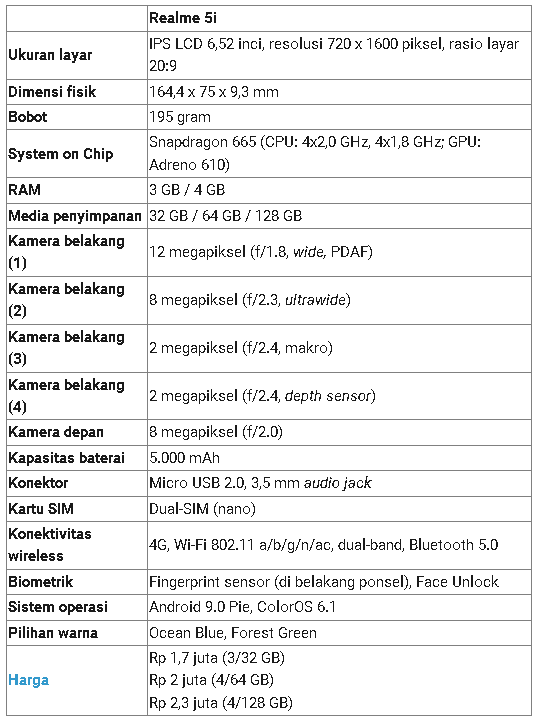 Realme 5i
Ukuran layar
IPS LCD 6,52 inci, resolusi 720 x 1600 piksel, rasio layar
20:9
Dimensi fisik
164,4 x 75 x 9,3 mm
Bobot
195 gram
System on Chip
Snapdragon 665 (CPU: 4x2,0 GHz, 4x1,8 GHz; GPU:
Adreno 610)
RAM
3 GB / 4 GB
Media penyimpanan
32 GB / 64 GB / 128 GB
Kamera belakang
(1)
12 megapiksel (f/1.8, wide, PDAF)
Kamera belakang
(2)
8 megapiksel (f/2.3, ultrawide)
Kamera belakang
(3)
2 megapiksel (f/2.4, makro)
Kamera belakang
(4)
2 megapiksel (f/2.4, depth sensor)
Kamera depan
8 megapiksel (f/2.0)
Kapasitas baterai
5.000 mAh
Konektor
Micro USB 2.0, 3,5 mm audio jack
Kartu SIM
Dual-SIM (nano)
Konektivitas
wireless
4G, Wi-Fi 802.11 a/b/g/n/ac, dual-band, Bluetooth 5.0
Biometrik
Fingerprint sensor (di belakang ponsel), Face Unlock
Sistem operasi
Android 9.0 Pie, ColorOS 6.1
Pilihan warna
Ocean Blue, Forest Green
Harga
Rp 1,7 juta (3/32 GB)
Rp 2 juta (4/64 GB)
Rp 2,3 juta (4/128 GB)